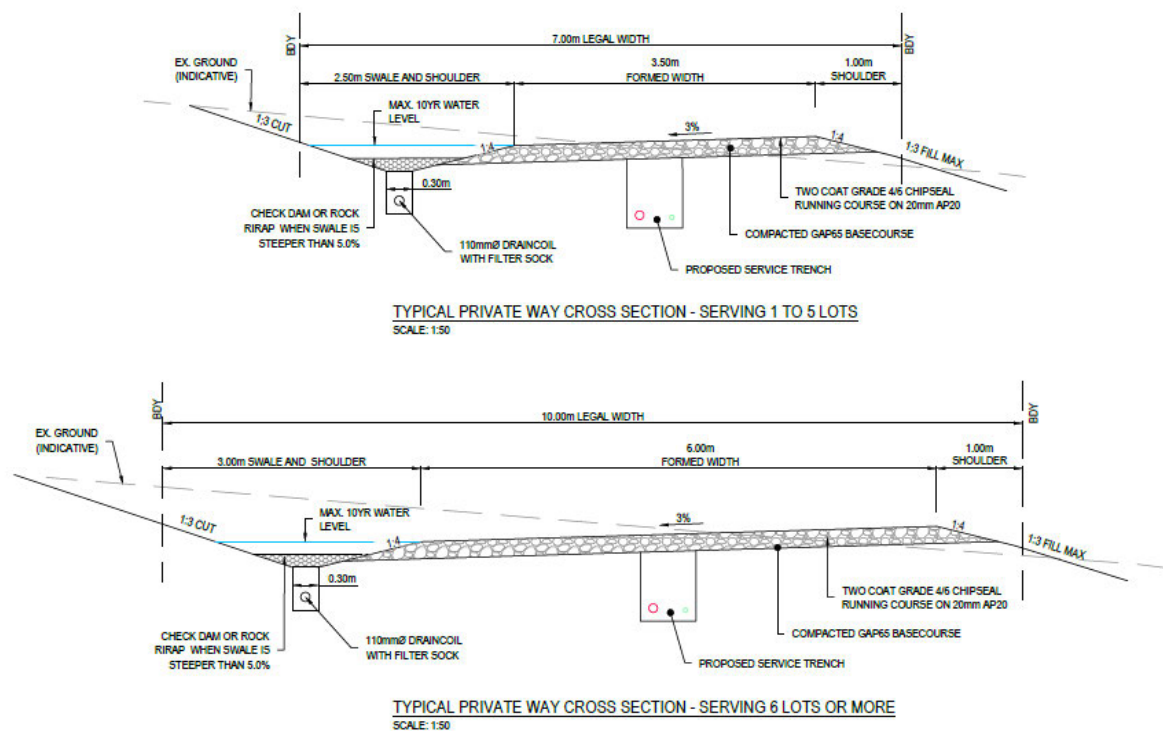 BDY
7.00m LEGAL WIDTH
BDY
EX. GROUND
(INDICATIVE)
2.50m SWALE AND SHOULDER
3.50m
FORMED WIDTH
1.00m
SHOULDER
MAX. 10YR WATER
LEVEL
1:3 CUT
3%
1:4
1:4
1:3 FILL MAX
0.30m
TWO COAT GRADE 4/6 CHIPSEAL
RUNNING COURSE ON 20mm AP20
CHECK DAM OR ROCK
RIRAP WHEN SWALE IS
STEEPER THAN 5.0%
COMPACTED GAP65 BASECOURSE
110mmØ DRAINCOIL
WITH FILTER SOCK
PROPOSED SERVICE TRENCH
TYPICAL PRIVATE WAY CROSS SECTION - SERVING 1 TO 5 LOTS
SCALE: 1:50
BDY
10.00m LEGAL WIDTH
BDY
EX. GROUND
(INDICATIVE)
3.00m SWALE AND SHOULDER
6.00m
FORMED WIDTH
1.00m
SHOULDER
MAX. 10YR WATER
LEVEL
1:3 CUT
3%
1:4
1:4
1:3 FILL MAX
0.30m
TWO COAT GRADE 4/6 CHIPSEAL
RUNNING COURSE ON 20mm AP20
CHECK DAM OR ROCK
RIRAP WHEN SWALE IS
STEEPER THAN 5.0%
110mmØ DRAINCOIL
WITH FILTER SOCK
COMPACTED GAP65 BASECOURSE
PROPOSED SERVICE TRENCH
TYPICAL PRIVATE WAY CROSS SECTION - SERVING 6 LOTS OR MORE
SCALE: 1:50